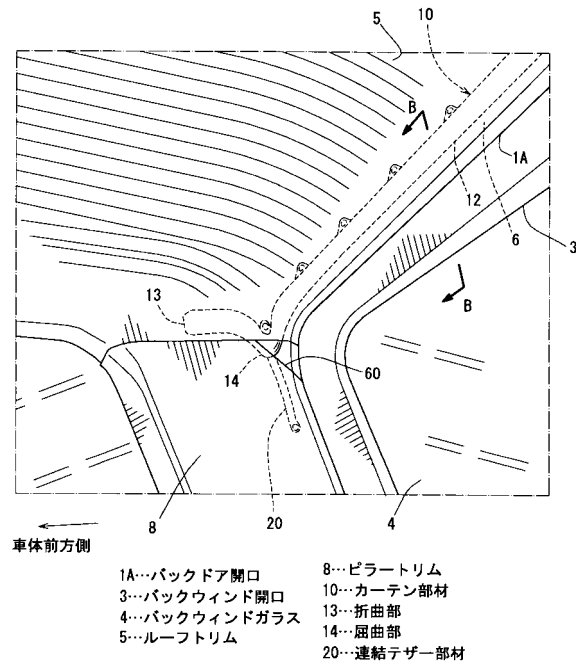 5
10
B
1A
12
6
3
13
B
14
60
8
20
4
車体前方側
1A…バックドア開口
3…バックウィンド開口
4…バックウィンドガラス
5…ルーフトリム
8…ピラートリム
10…カーテン部材
13…折曲部
14…屈曲部
20…連結テザー部材